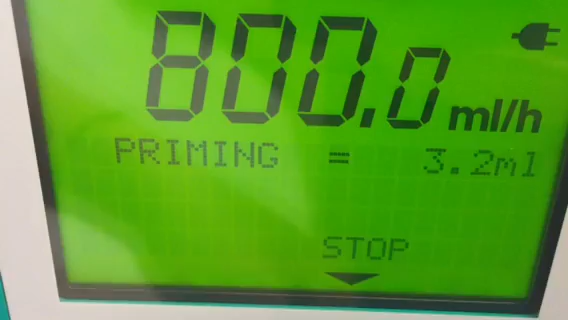 800.0 ml/h
PRIMING = 3.2ml
STOP